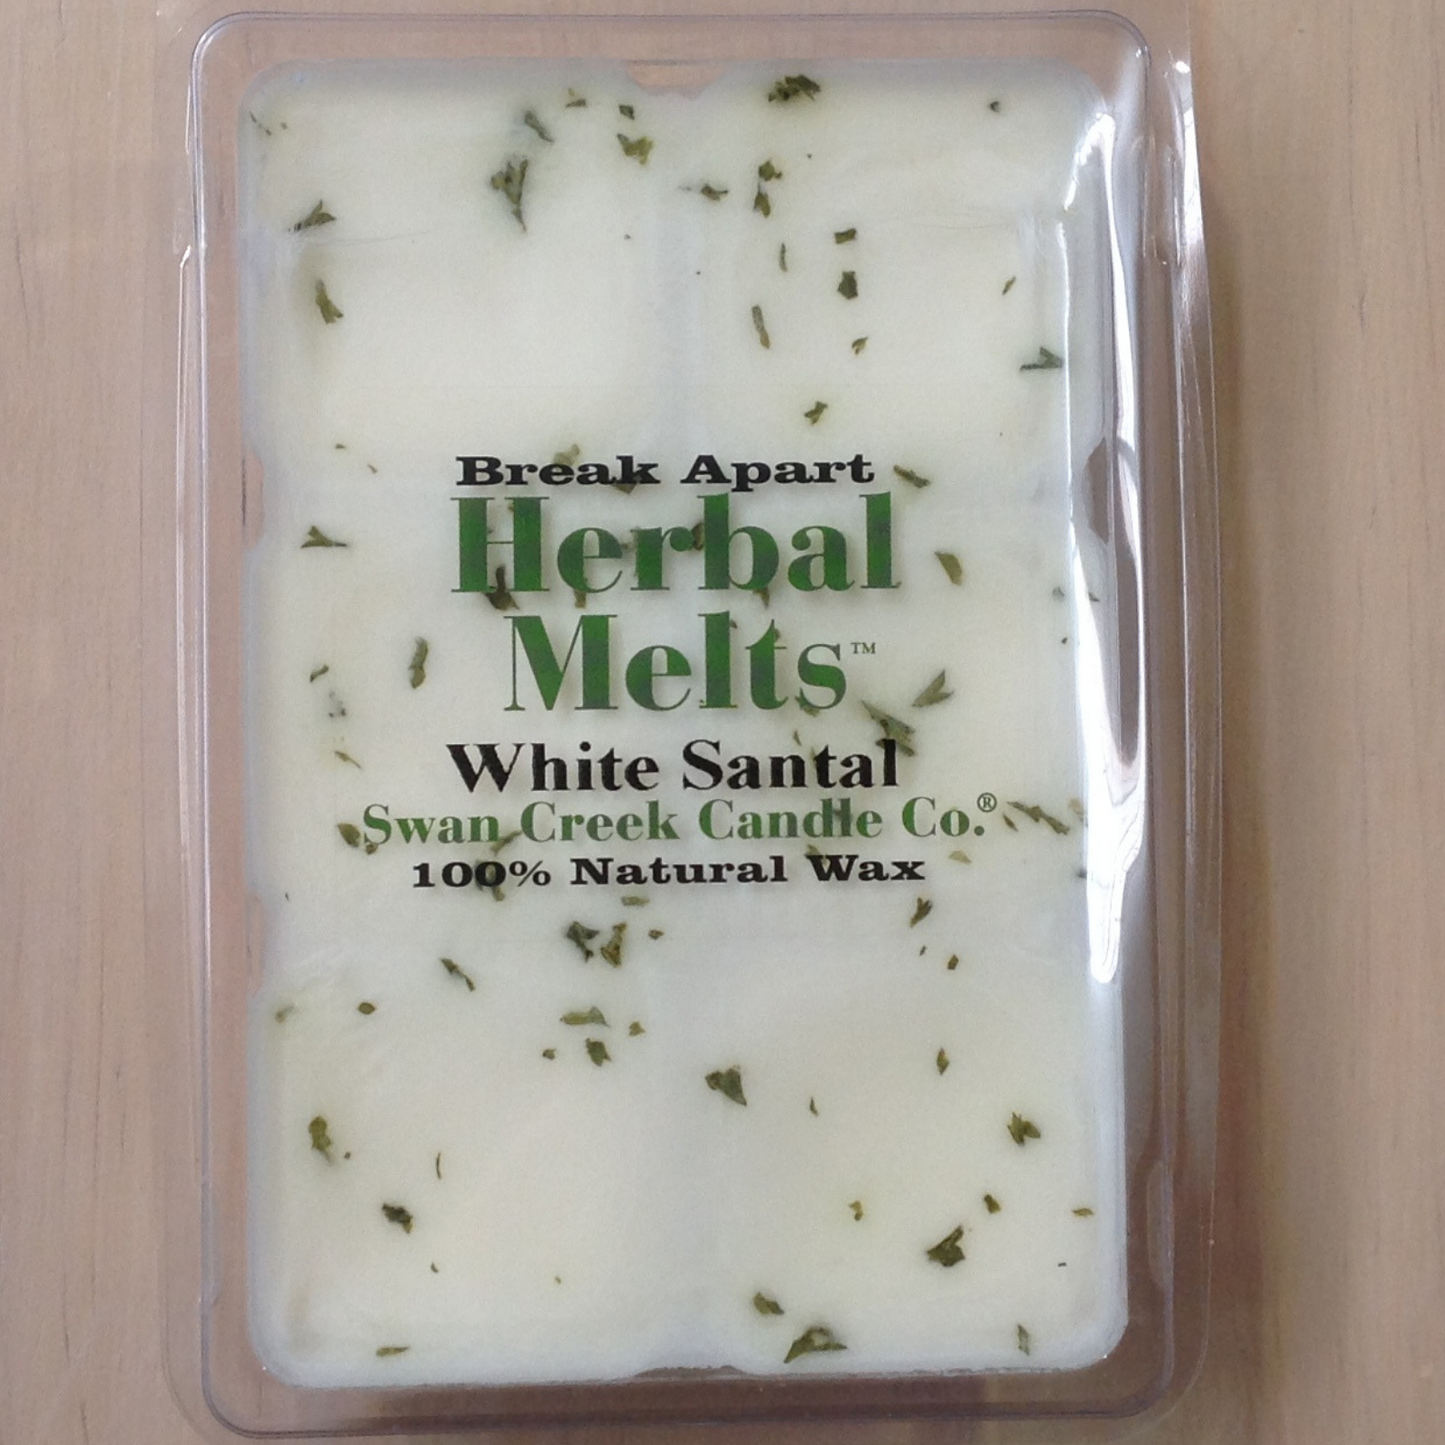 Break Apart
Herbal
Melts™
White Santal
Swan Creek Candle Co.®
100% Natural Wax